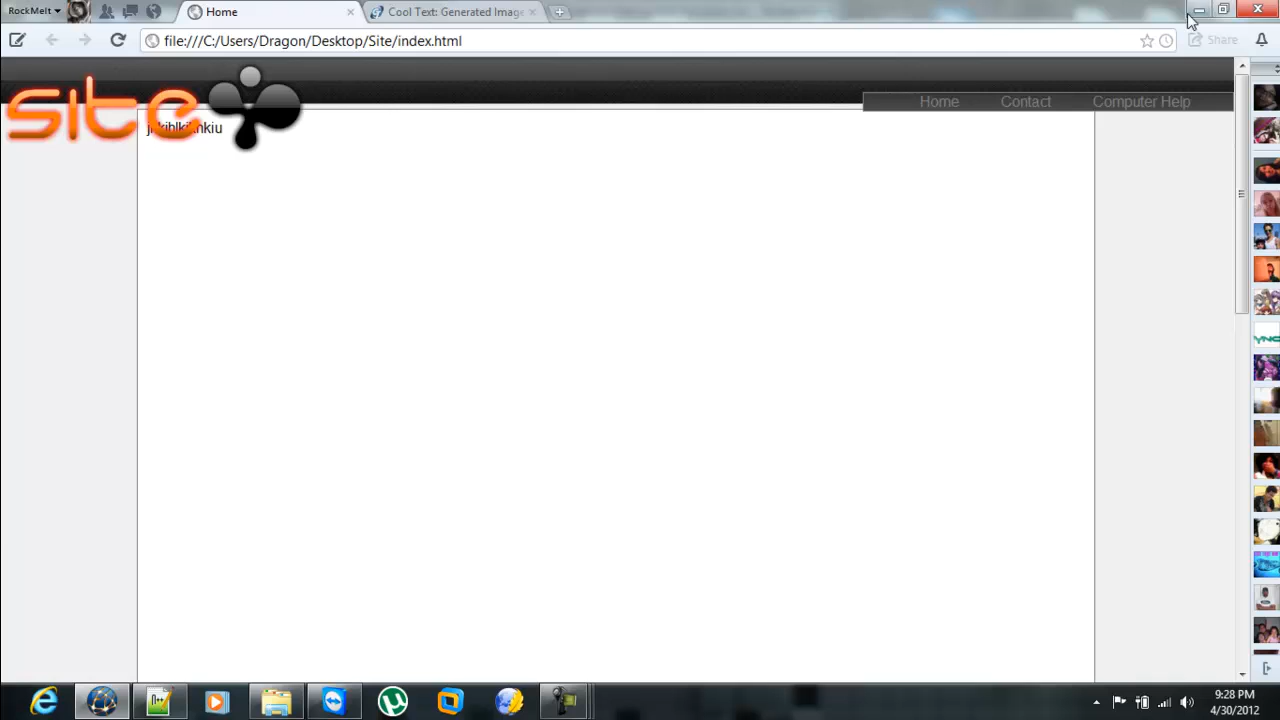 RockMelt
Home
Cool Text: Generated Image
file:///C:/Users/Dragon/Desktop/Site/index.html
Share
site
Home Contact Computer Help
9:28 PM
4/30/2012